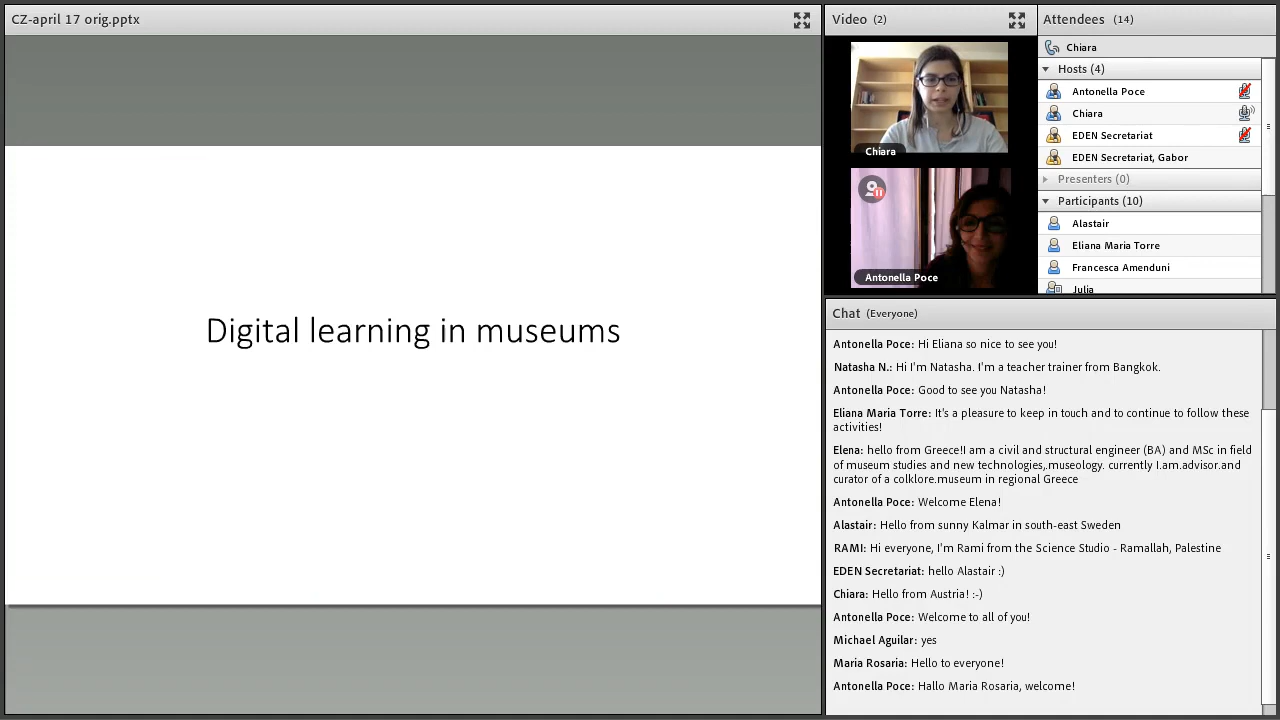 CZ-april 17 orig.pptx
Digital learning in museums
Video (2)
Chiara
Antonella Poce
Attendees (14)
Chiara
Hosts (4)
Antonella Poce
Chiara
EDEN Secretariat
EDEN Secretariat, Gabor
Presenters (0)
Participants (10)
Alastair
Eliana Maria Torre
Francesca Amenduni
Julia
Chat (Everyone)
Antonella Poce: Hi Eliana so nice to see you!
Natasha N.: Hi I'm Natasha. I'm a teacher trainer from Bangkok.
Antonella Poce: Good to see you Natasha!
Eliana Maria Torre: It's a pleasure to keep in touch and to continue to follow these
activities!
Elena: hello from Greece!I am a civil and structural engineer (BA) and MSc in field
of museum studies and new technologies,.museology. currently I.am.advisor.and
curator of a colklore.museum in regional Greece
Antonella Poce: Welcome Elena!
Alastair: Hello from sunny Kalmar in south-east Sweden
RAMI: Hi everyone, I'm Rami from the Science Studio - Ramallah, Palestine
EDEN Secretariat: hello Alastair :)
Chiara: Hello from Austria! :-)
Antonella Poce: Welcome to all of you!
Michael Aguilar: yes
Maria Rosaria: Hello to everyone!
Antonella Poce: Hallo Maria Rosaria, welcome!